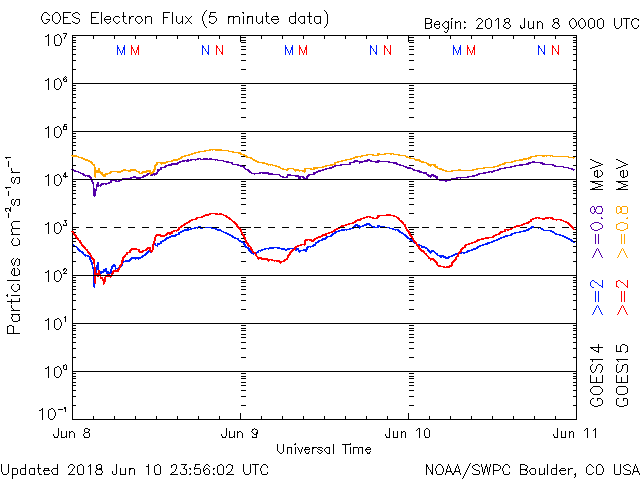 GOES Electron Flux (5 minute data)
Begin: 2018 Jun 8 0000 UTC
M M N N M M N N M M N N
10⁷
10⁶
10⁵
10⁴
10³
10²
10¹
10⁰
10⁻¹
Particles cm⁻²s⁻¹sr⁻¹
Jun 8 Jun 9 Jun 10 Jun 11
Universal Time
GOES14 >=2 >=0.8 MeV
GOES15 >=2 >=0.8 MeV
Updated 2018 Jun 10 23:56:02 UTC
NOAA/SWPC Boulder, CO USA